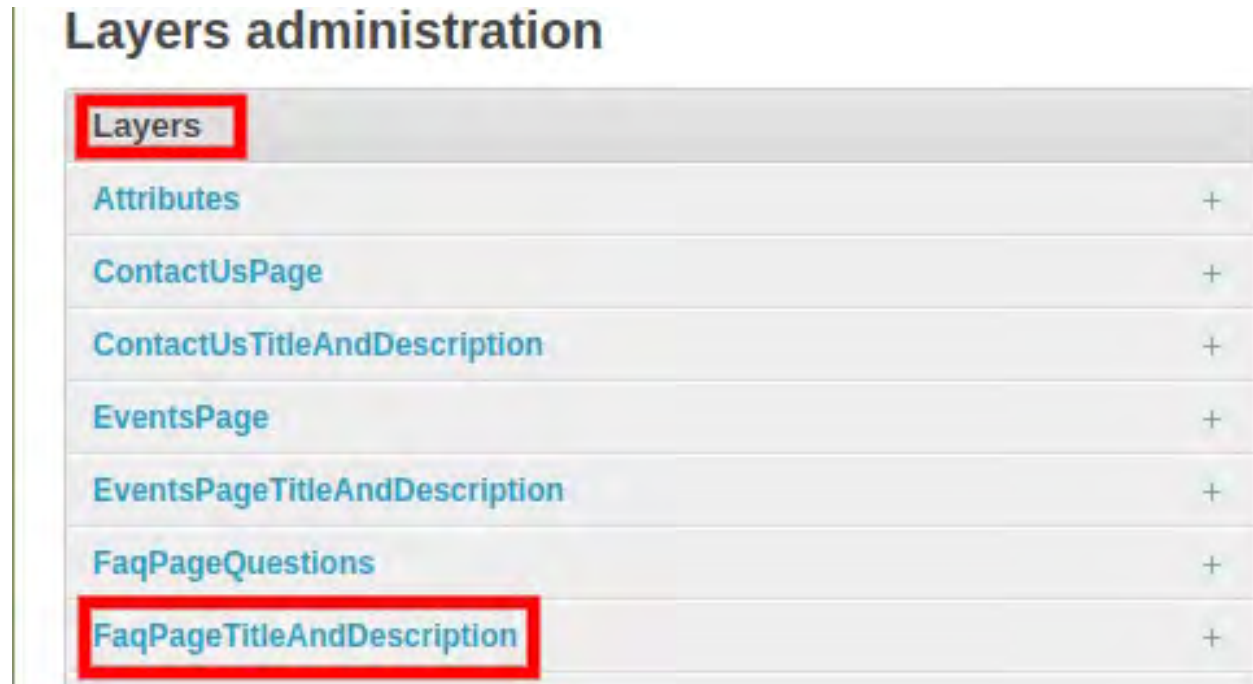 Layers administration
Layers
Attributes +
ContactUsPage +
ContactUsTitleAndDescription +
EventsPage +
EventsPageTitleAndDescription +
FaqPageQuestions +
FaqPageTitleAndDescription +